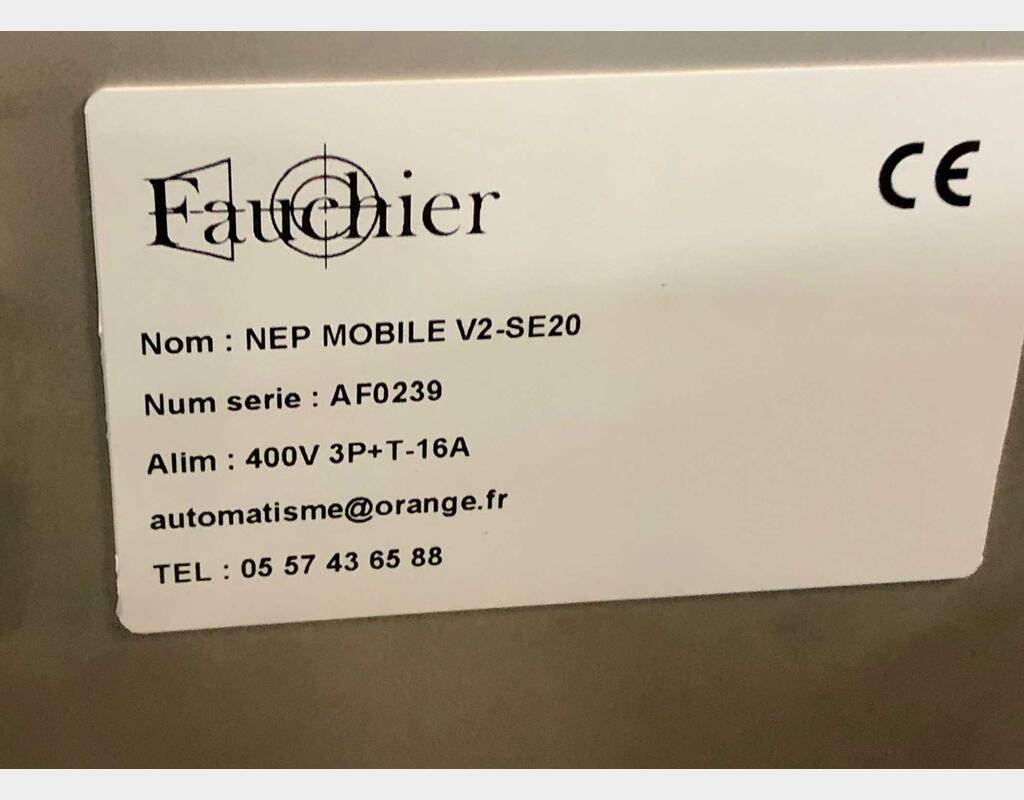 Fauchier
CE
Nom : NEP MOBILE V2-SE20
Num serie : AF0239
Alim : 400V 3P+T-16A
automatisme@orange.fr
TEL : 05 57 43 65 88